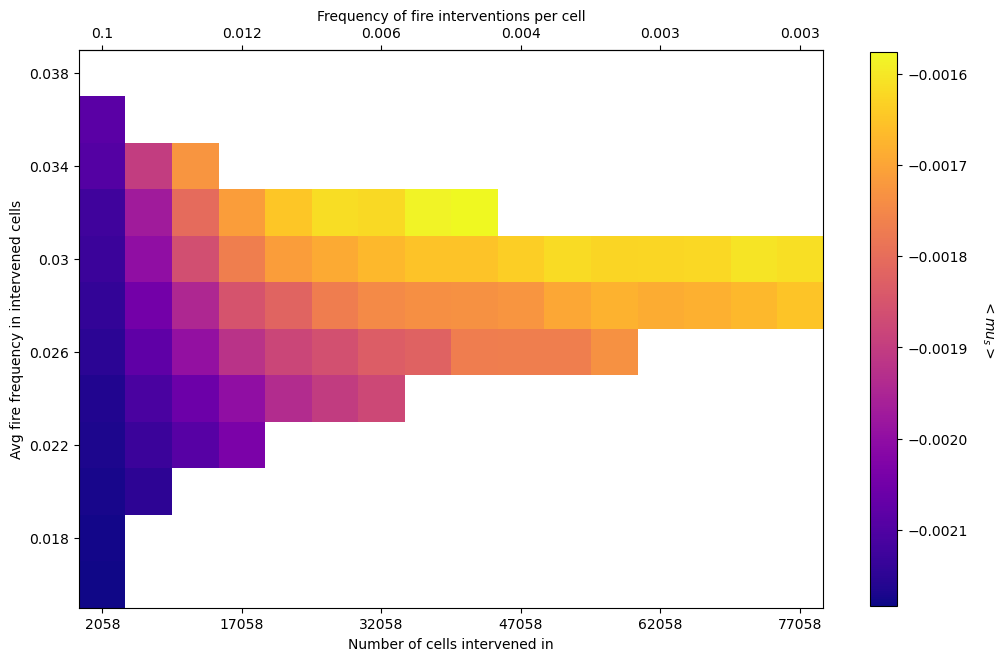 Frequency of fire interventions per cell
0.1 0.012 0.006 0.004 0.003 0.003
0.038
0.034
0.03
0.026
0.022
0.018
Avg fire frequency in intervened cells
2058 17058 32058 47058 62058 77058
Number of cells intervened in
−0.0016
−0.0017
−0.0018
−0.0019
−0.0020
−0.0021
< mu_s >